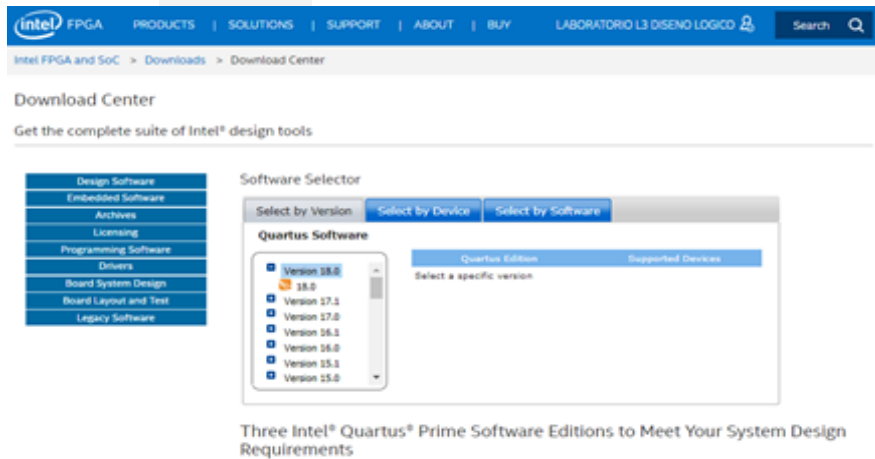 intel FPGA PRODUCTS | SOLUTIONS | SUPPORT | ABOUT | BUY LABORATORIO L3 DISENO LOGICO Search
Intel FPGA and SoC > Downloads > Download Center
Download Center
Get the complete suite of Intel® design tools
Design Software
Embedded Software
Archives
Licensing
Programming Software
Drivers
Board System Design
Board Layout and Test
Legacy Software
Software Selector
Select by Version Select by Device Select by Software
Quartus Software
Version 18.0
18.0
Version 17.1
Version 17.0
Version 16.1
Version 16.0
Version 15.1
Version 15.0
Quartus Edition Supported Devices
Select a specific version
Three Intel® Quartus® Prime Software Editions to Meet Your System Design
Requirements